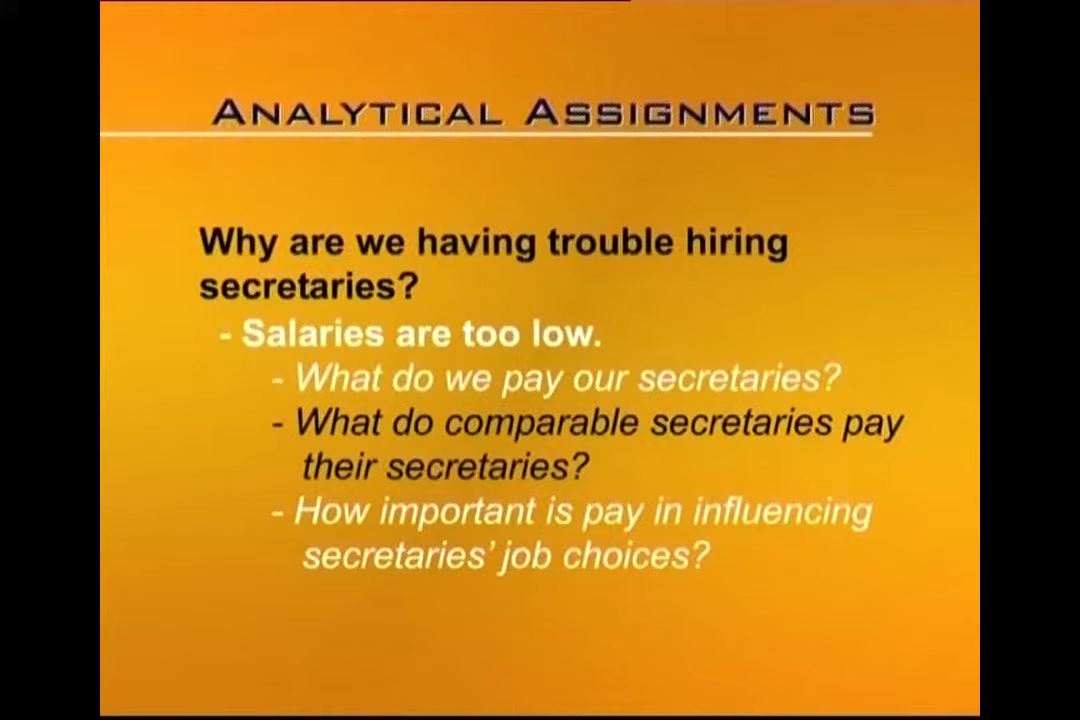 ANALYTICAL ASSIGNMENTS
Why are we having trouble hiring
secretaries?
- Salaries are too low.
- What do we pay our secretaries?
- What do comparable secretaries pay
their secretaries?
- How important is pay in influencing
secretaries’ job choices?